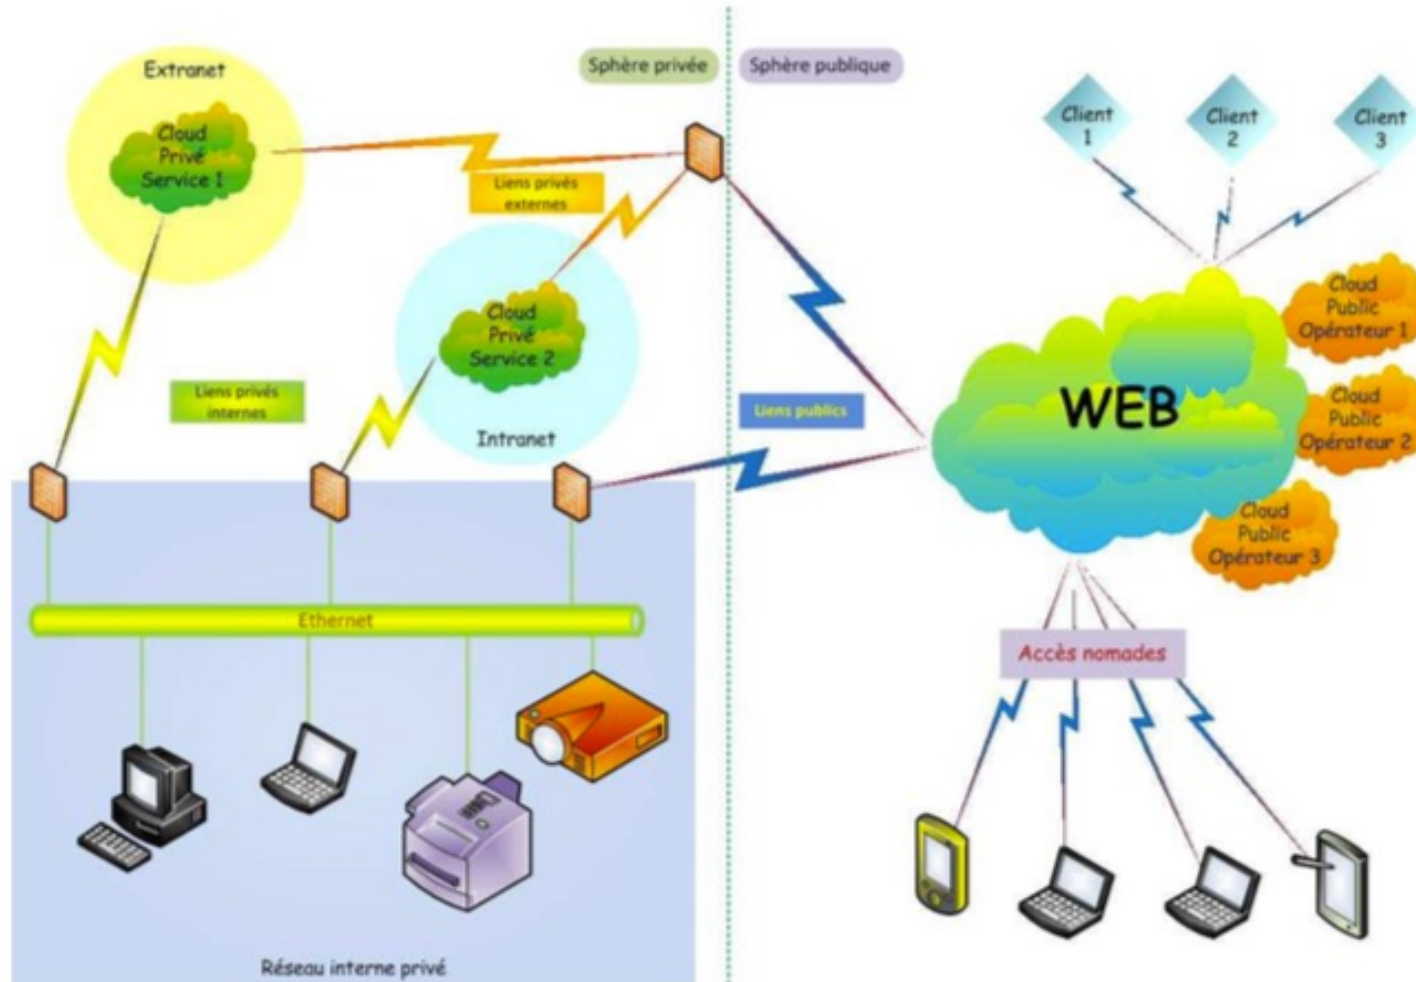 Sphère privée
Sphère publique
Extranet
Cloud
Privé
Service 1
Liens privés
externes
Client
1
Client
2
Client
3
Cloud
Privé
Service 2
Intranet
Liens privés
internes
Liens publics
WEB
Cloud
Public
Opérateur 1
Cloud
Public
Opérateur 2
Cloud
Public
Opérateur 3
Ethernet
Accès nomades
Réseau interne privé